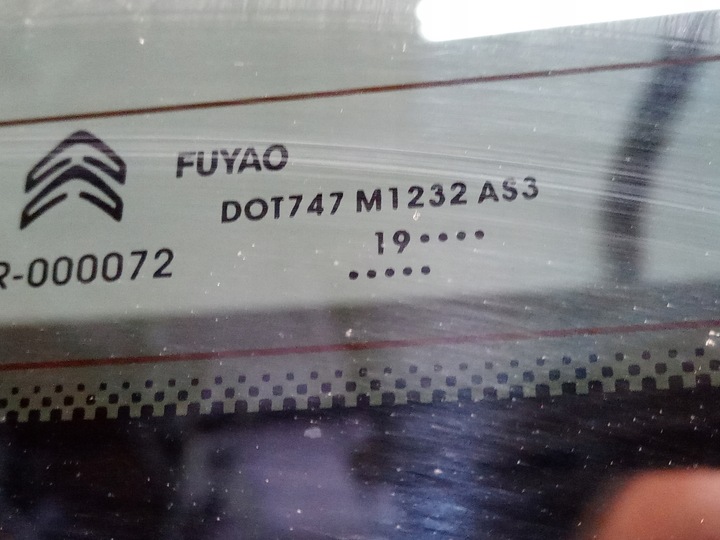 FUYAO
DOT747 M1232 AS3
19••••
•••••
R-000072